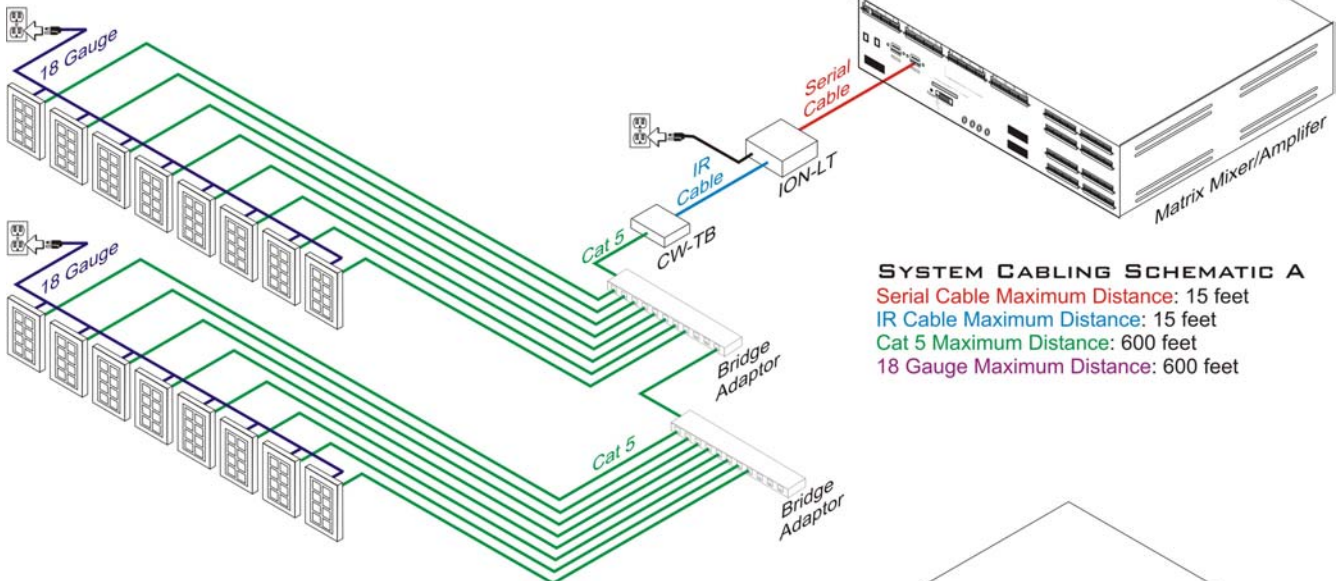 18 Gauge
Serial
Cable
IR
Cable
ION-LT
Matrix Mixer/Amplifer
Cat 5
CW-TB
18 Gauge
SYSTEM CABLING SCHEMATIC A
Serial Cable Maximum Distance: 15 feet
IR Cable Maximum Distance: 15 feet
Cat 5 Maximum Distance: 600 feet
18 Gauge Maximum Distance: 600 feet
Bridge
Adaptor
Cat 5
Bridge
Adaptor